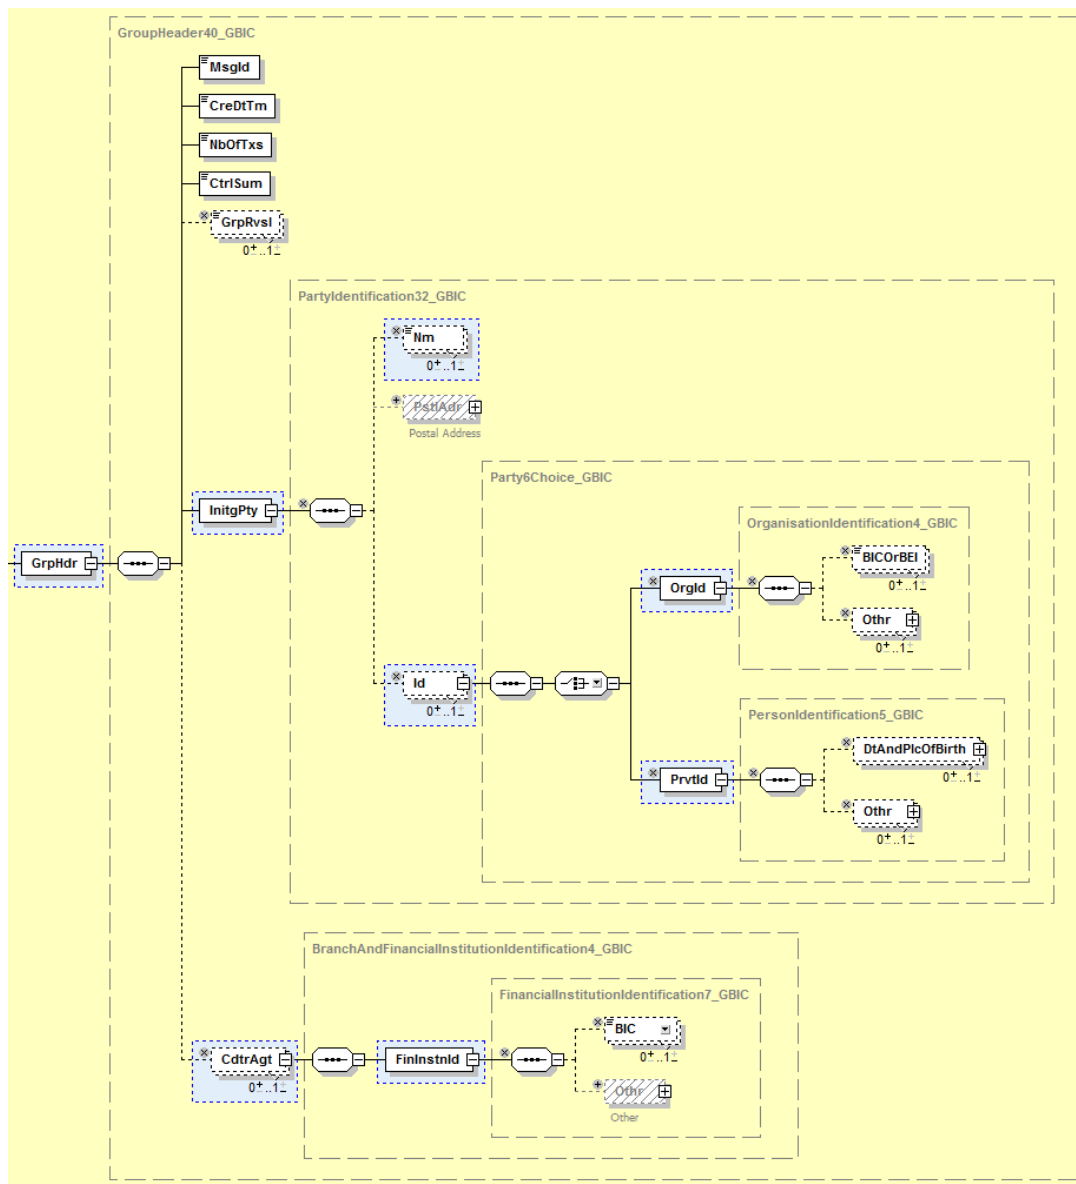 GroupHeader40_GBIC
MsgId
CreDtTm
NbOfTxs
CtrlSum
GrpRvsl
0±..1±
PartyIdentification32_GBIC
Nm
0±..1±
PstlAdr
Postal Address
Party6Choice_GBIC
OrganisationIdentification4_GBIC
InitgPty
GrpHdr
BICOrBEI
0±..1±
OrgId
Othr
0±..1±
Id
0±..1±
PersonIdentification5_GBIC
DtAndPlcOfBirth
0±..1±
PrvtId
Othr
0±..1±
BranchAndFinancialInstitutionIdentification4_GBIC
FinancialInstitutionIdentification7_GBIC
BIC
0±..1±
CdtrAgt
0±..1±
FinInstnId
Othr
Other